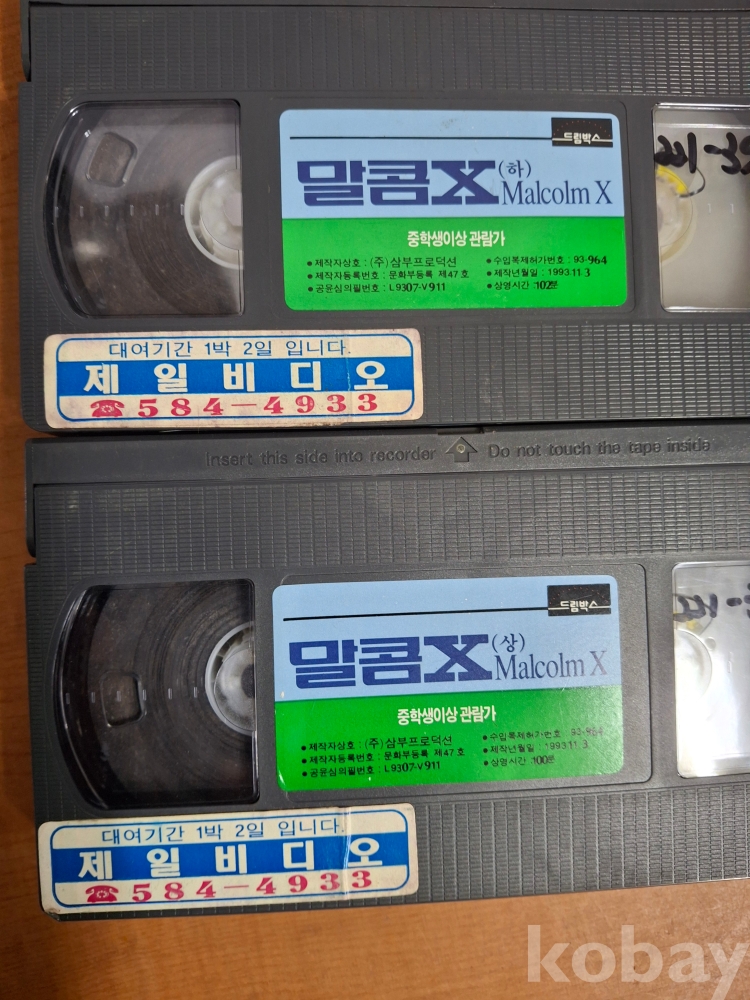 드림박스
말콤X (하)
Malcolm X
중학생이상 관람가
● 제작자상호 : (주) 삼부프로덕션
● 제작자등록번호 : 문화부등록 제47호
● 공윤심의필번호 : L9307-V911
● 수입복제허가번호 : 93-964
● 제작년월일 : 1993.11.3
● 상영시간 102분
대여기간 1박 2일 입니다.
제일비디오
☎584-4933
Insert this side into recorder Do not touch the tape inside
드림박스
말콤X (상)
Malcolm X
중학생이상 관람가
● 제작자상호 : (주) 삼부프로덕션
● 제작자등록번호 : 문화부등록 제47호
● 공윤심의필번호 : L9307-V911
● 수입복제허가번호 : 93-964
● 제작년월일 : 1993.11.3
● 상영시간 100분
대여기간 1박 2일 입니다.
제일비디오
☎584-4933
kobay